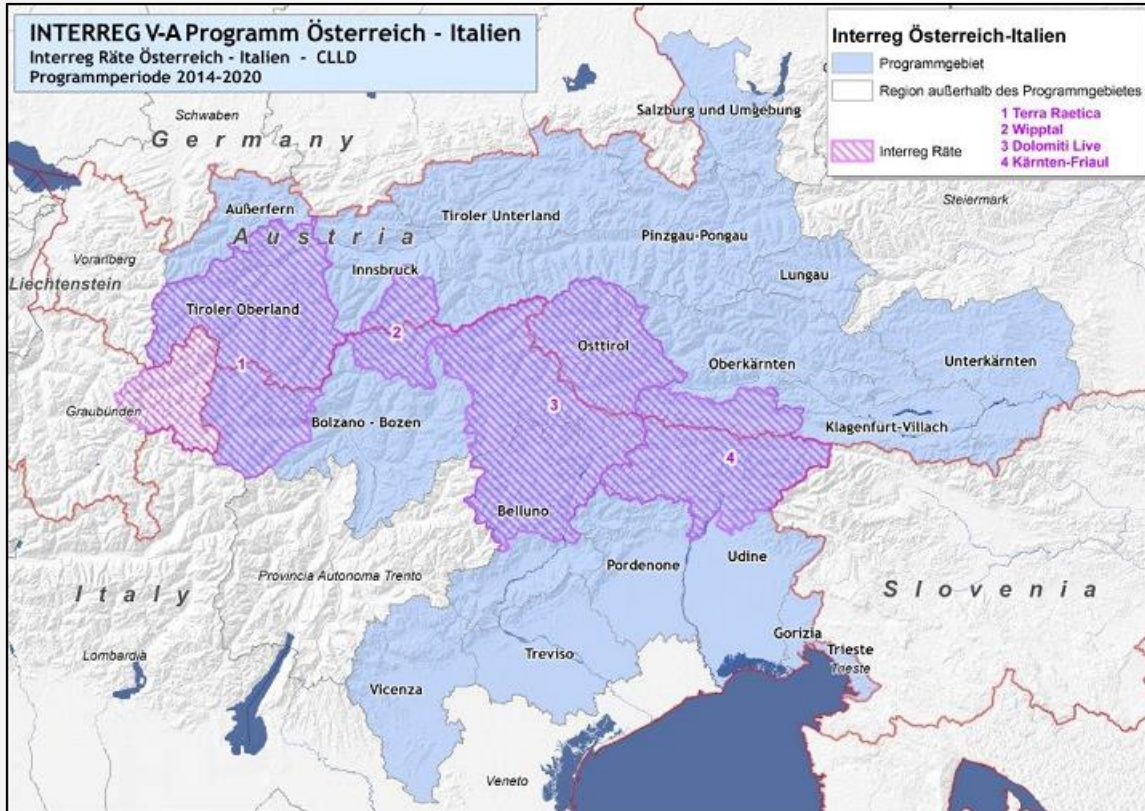 INTERREG V-A Programm Österreich - Italien
Interreg Räte Österreich - Italien - CLLD
Programmperiode 2014-2020
Interreg Österreich-Italien
Programmgebiet
Region außerhalb des Programmgebietes
1 Terra Raetica
2 Wipptal
3 Dolomiti Live
4 Kärnten-Friaul
Interreg Räte
Salzburg und Umgebung
Schwaben
Germany
Steiermark
Außerfern
Tiroler Unterland
Austria
Pinzgau-Pongau
Vorarlberg
Innsbruck
Lungau
Liechtenstein
Tiroler Oberland
2
Osttirol
Oberkärnten
Unterkärnten
1
3
Graubünden
Bolzano - Bozen
Klagenfurt-Villach
4
Belluno
Udine
Pordenone
Provincia Autonoma Trento
Italy
Slovenia
Gorizia
Trieste
Trieste
Treviso
Lombardia
Vicenza
Veneto